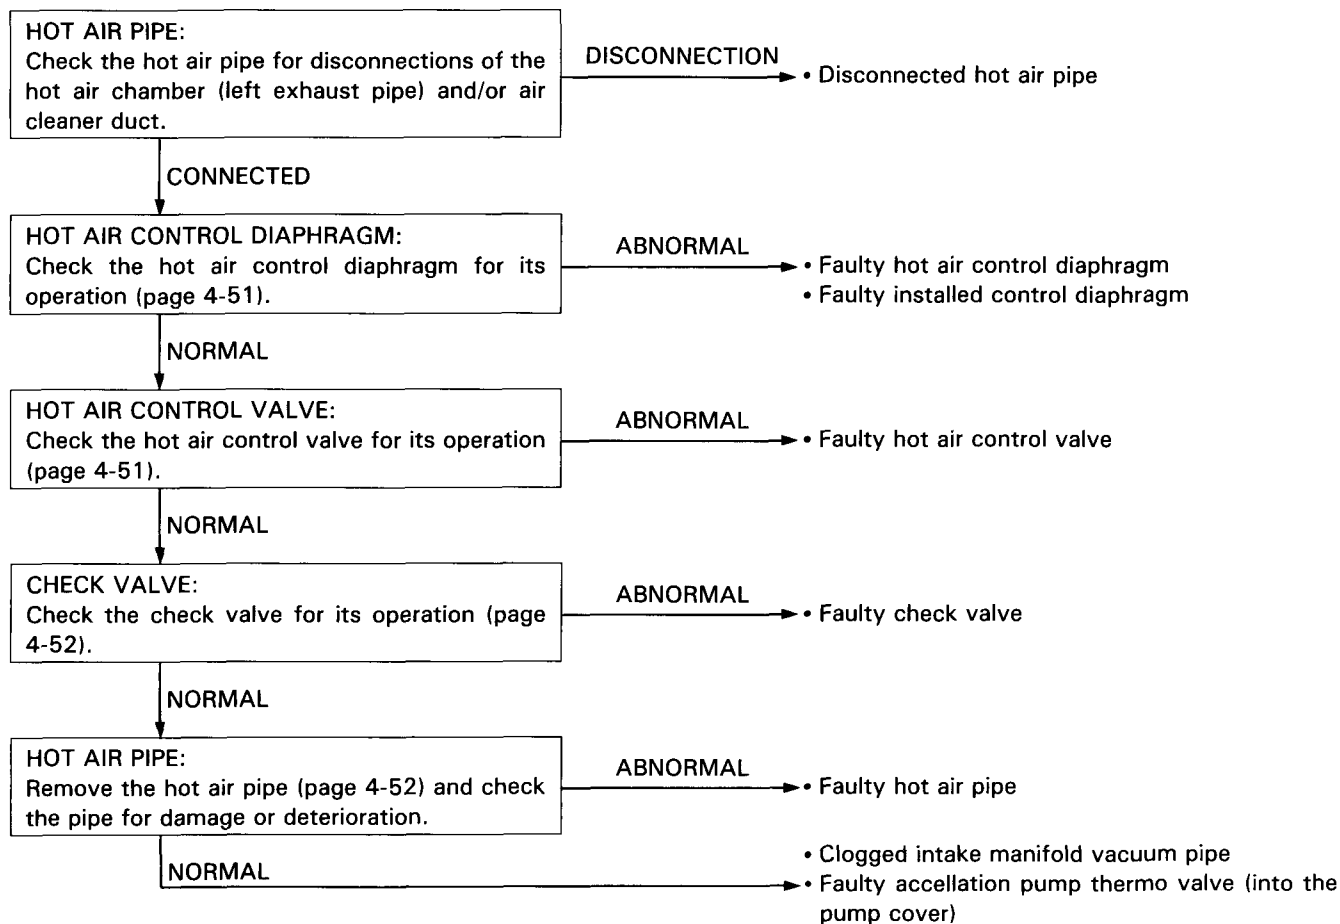 HOT AIR PIPE:
Check the hot air pipe for disconnections of the
hot air chamber (left exhaust pipe) and/or air
cleaner duct.
DISCONNECTION
• Disconnected hot air pipe
CONNECTED
HOT AIR CONTROL DIAPHRAGM:
Check the hot air control diaphragm for its
operation (page 4-51).
ABNORMAL
• Faulty hot air control diaphragm
• Faulty installed control diaphragm
NORMAL
HOT AIR CONTROL VALVE:
Check the hot air control valve for its operation
(page 4-51).
ABNORMAL
• Faulty hot air control valve
NORMAL
CHECK VALVE:
Check the check valve for its operation (page
4-52).
ABNORMAL
• Faulty check valve
NORMAL
HOT AIR PIPE:
Remove the hot air pipe (page 4-52) and check
the pipe for damage or deterioration.
ABNORMAL
• Faulty hot air pipe
NORMAL
• Clogged intake manifold vacuum pipe
• Faulty accellation pump thermo valve (into the
pump cover)